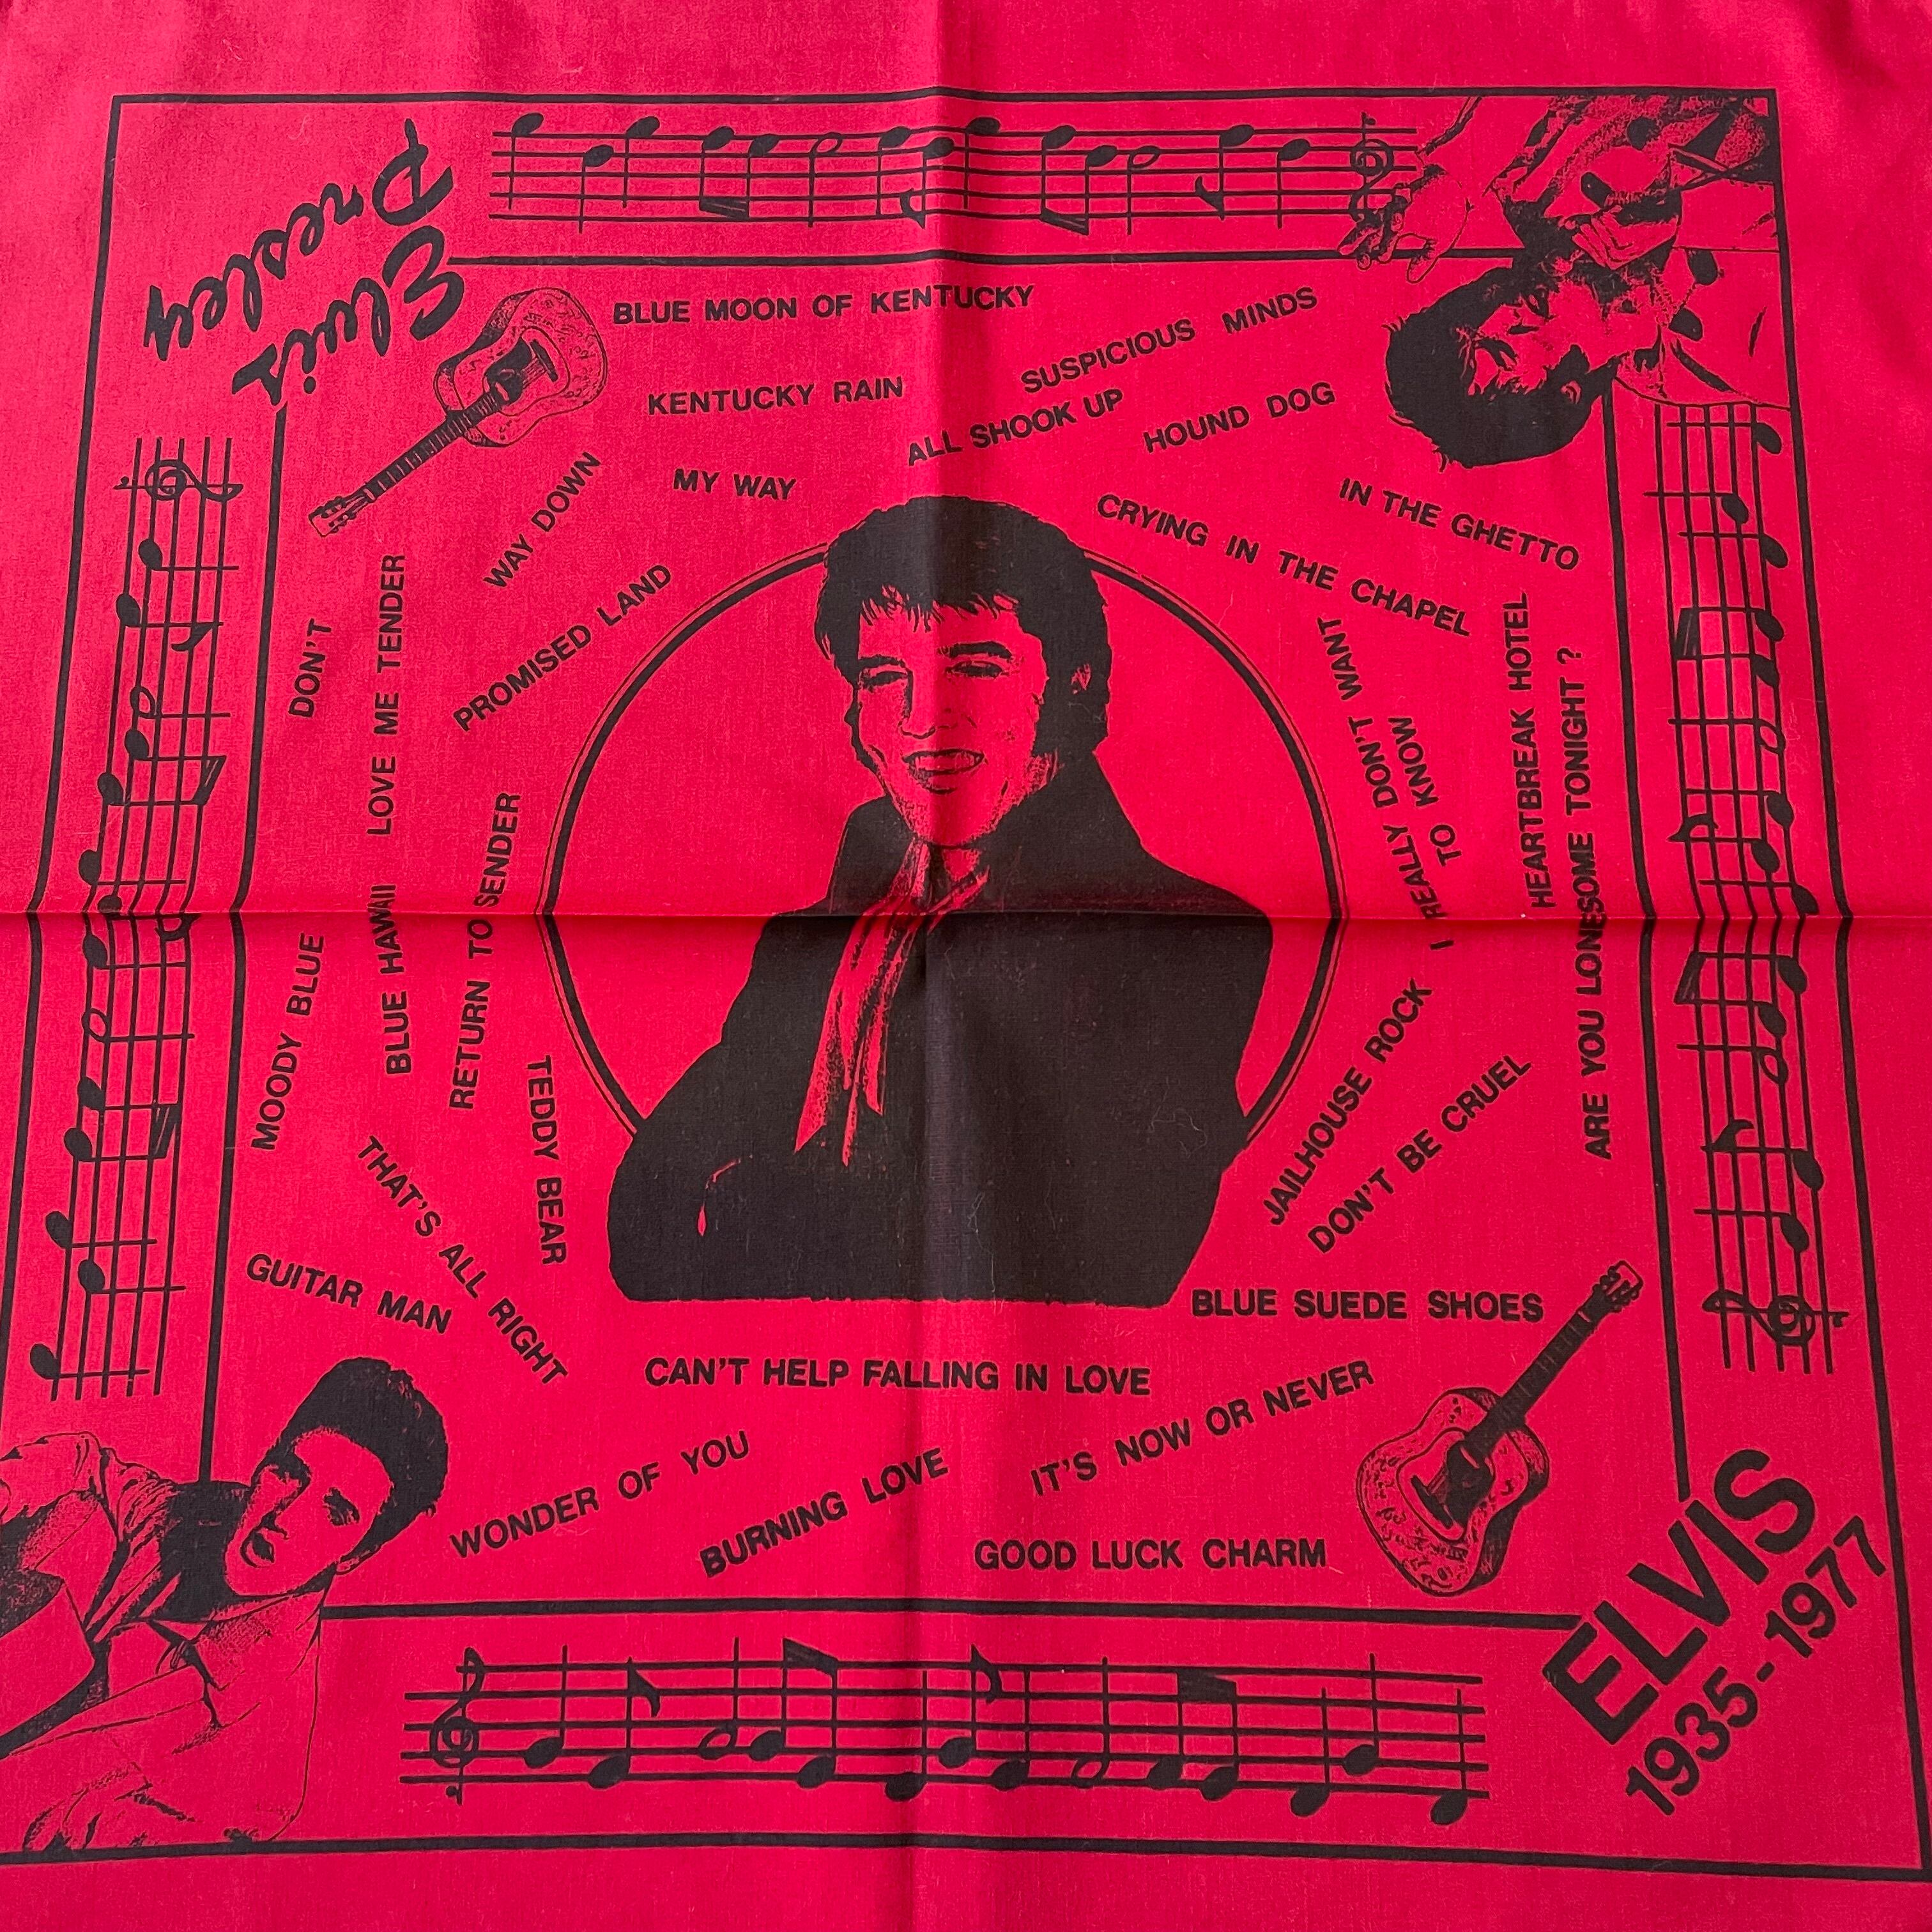 Elvis
Presley
BLUE MOON OF KENTUCKY
SUSPICIOUS MINDS
KENTUCKY RAIN
ALL SHOOK UP
HOUND DOG
WAY DOWN
MY WAY
CRYING IN THE CHAPEL
IN THE GHETTO
DON'T
LOVE ME TENDER
PROMISED LAND
I REALLY DON'T WANT
TO KNOW
HEARTBREAK HOTEL
ARE YOU LONESOME TONIGHT ?
MOODY BLUE
BLUE HAWAII
RETURN TO SENDER
TEDDY BEAR
JAILHOUSE ROCK
DON'T BE CRUEL
THAT'S ALL RIGHT
GUITAR MAN
BLUE SUEDE SHOES
CAN'T HELP FALLING IN LOVE
WONDER OF YOU
BURNING LOVE
IT'S NOW OR NEVER
GOOD LUCK CHARM
ELVIS
1935-1977